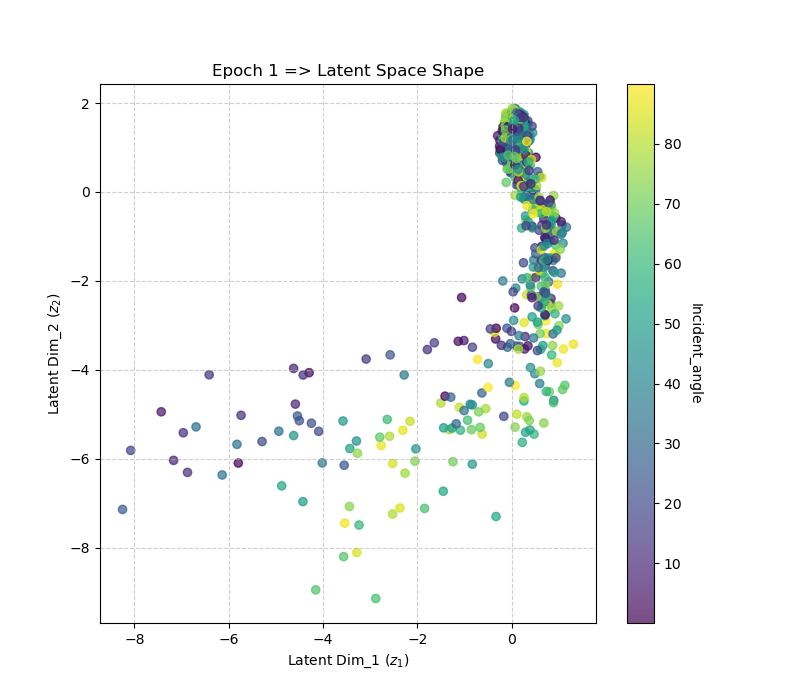 Epoch 1 => Latent Space Shape
2
0
−2
−4
−6
−8
Latent Dim_2 (z₂)
−8 −6 −4 −2 0
Latent Dim_1 (z₁)
80
70
60
50
40
30
20
10
Incident_angle